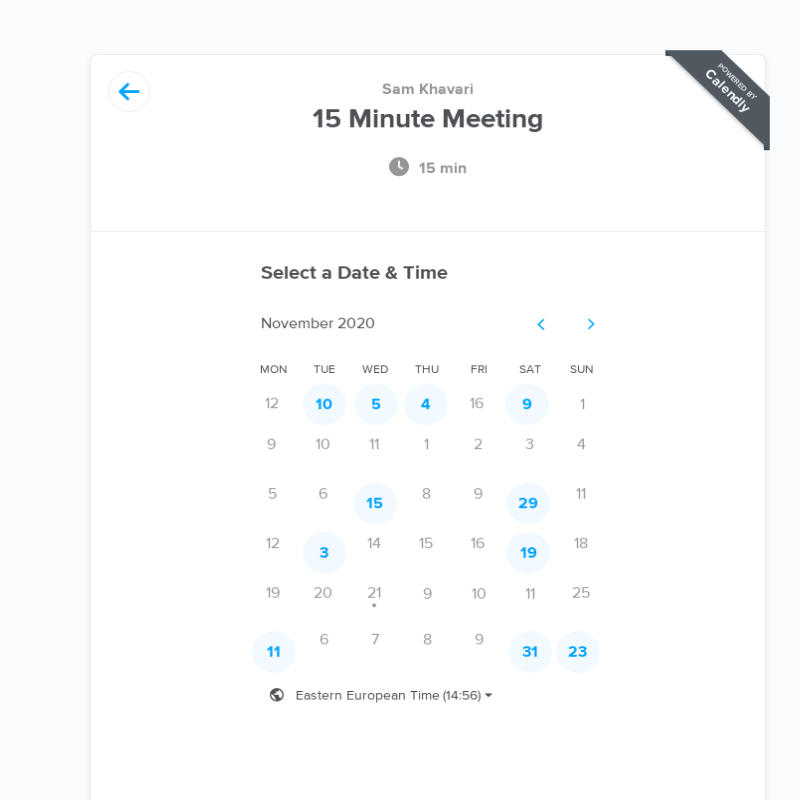 POWERED BY
Calendly
Sam Khavari
15 Minute Meeting
15 min
Select a Date & Time
November 2020
MON TUE WED THU FRI SAT SUN
12 10 5 4 16 9 1
9 10 11 1 2 3 4
5 6 15 8 9 29 11
12 3 14 15 16 19 18
19 20 21 9 10 11 25
11 6 7 8 9 31 23
Eastern European Time (14:56)